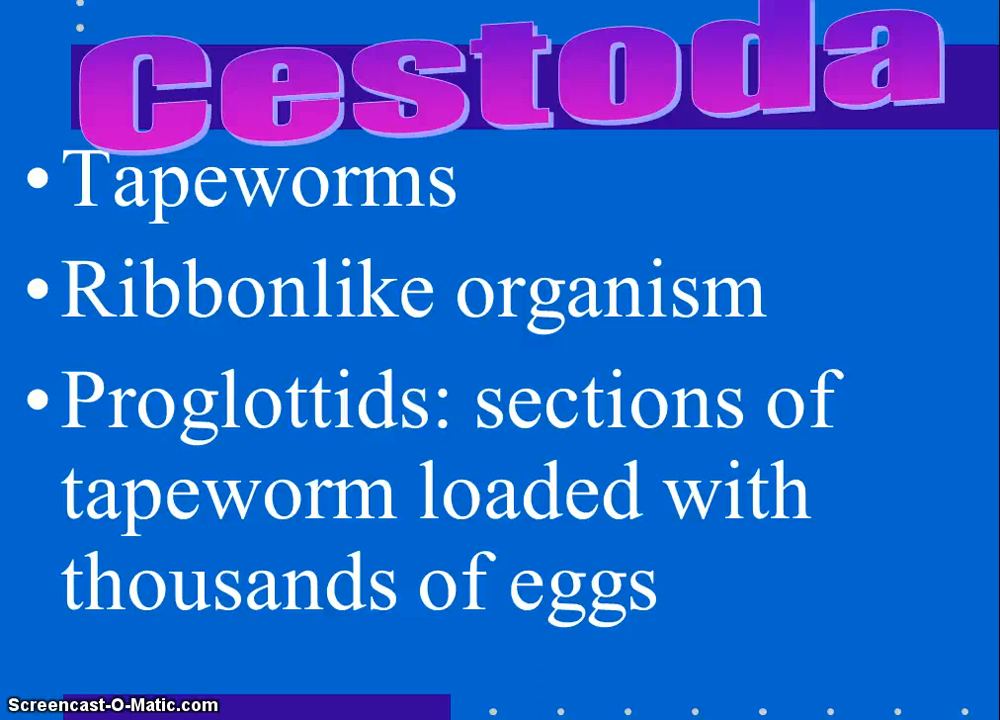 Cestoda
• Tapeworms
• Ribbonlike organism
• Proglottids: sections of
tapeworm loaded with
thousands of eggs
Screencast-O-Matic.com